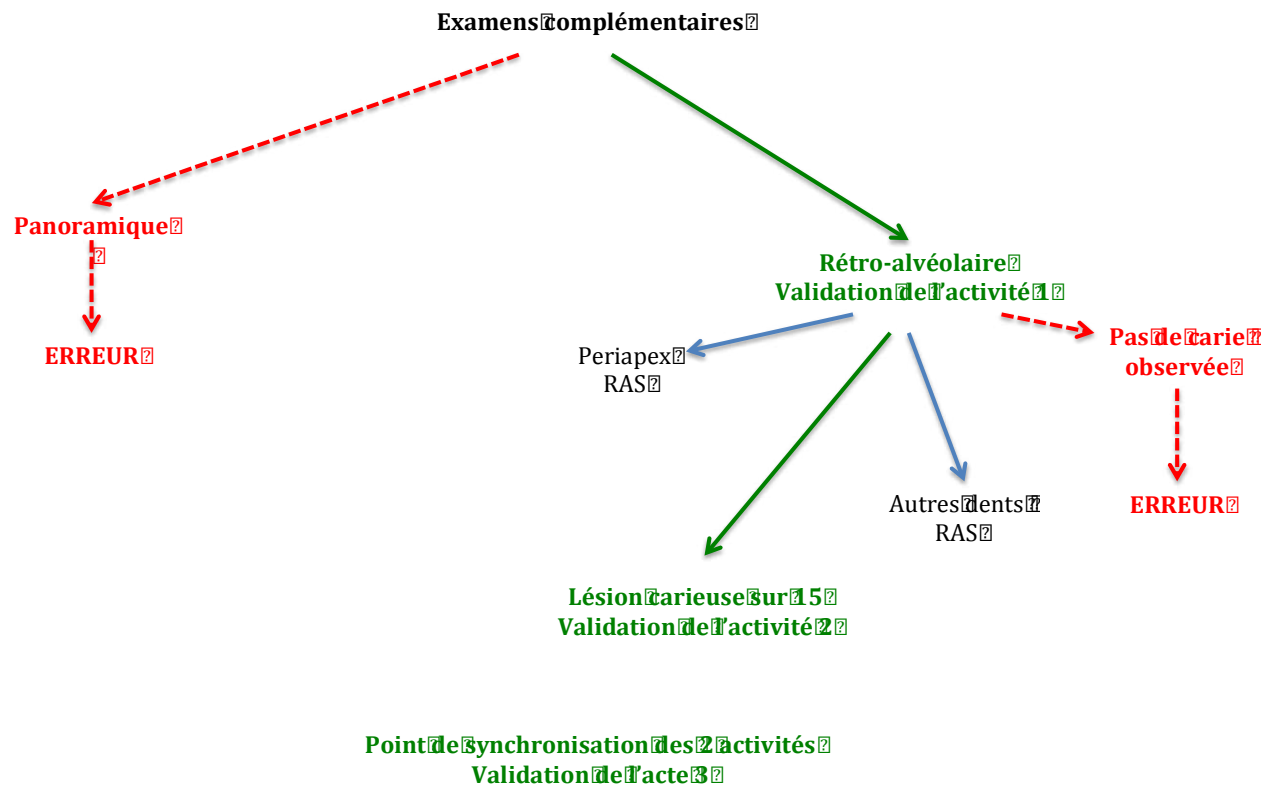 Examens complémentaires
Panoramique
ERREUR
Rétro-alvéolaire
Validation de l'activité 1
Periapex
RAS
Pas de carie
observée
Autres dents
RAS
ERREUR
Lésion carieuse sur 15
Validation de l'activité 2
Point de synchronisation des 2 activités
Validation de l'acte 3